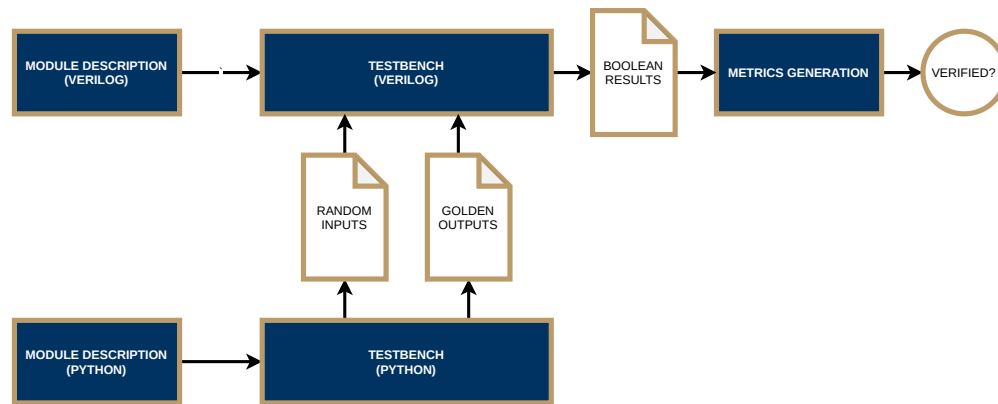 MODULE DESCRIPTION
(VERILOG)
TESTBENCH
(VERILOG)
BOOLEAN
RESULTS
METRICS GENERATION
VERIFIED?
RANDOM
INPUTS
GOLDEN
OUTPUTS
MODULE DESCRIPTION
(PYTHON)
TESTBENCH
(PYTHON)